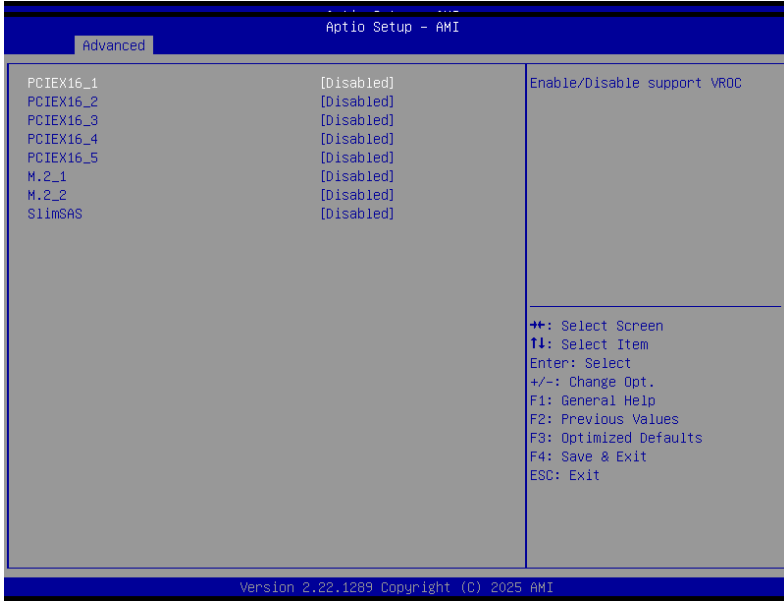 Aptio Setup – AMI
Advanced
PCIEX16_1 [Disabled]
PCIEX16_2 [Disabled]
PCIEX16_3 [Disabled]
PCIEX16_4 [Disabled]
PCIEX16_5 [Disabled]
M.2_1 [Disabled]
M.2_2 [Disabled]
SlimSAS [Disabled]
Enable/Disable support VROC
→←: Select Screen
↑↓: Select Item
Enter: Select
+/-: Change Opt.
F1: General Help
F2: Previous Values
F3: Optimized Defaults
F4: Save & Exit
ESC: Exit
Version 2.22.1289 Copyright (C) 2025 AMI